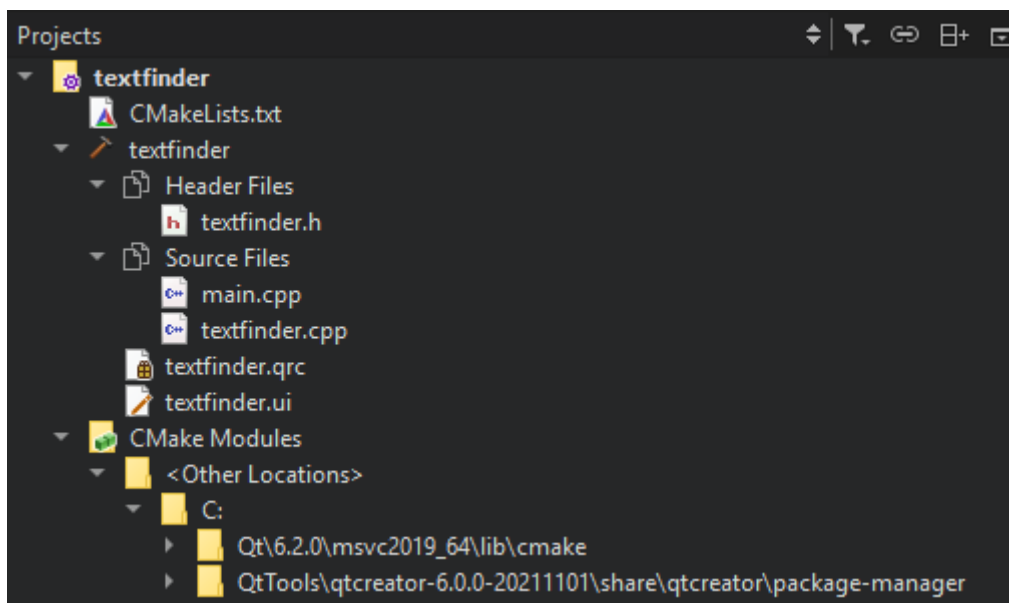 Projects
textfinder
CMakeLists.txt
textfinder
Header Files
textfinder.h
Source Files
main.cpp
textfinder.cpp
textfinder.qrc
textfinder.ui
CMake Modules
<Other Locations>
C:
Qt\6.2.0\msvc2019_64\lib\cmake
QtTools\qtcreator-6.0.0-20211101\share\qtcreator\package-manager